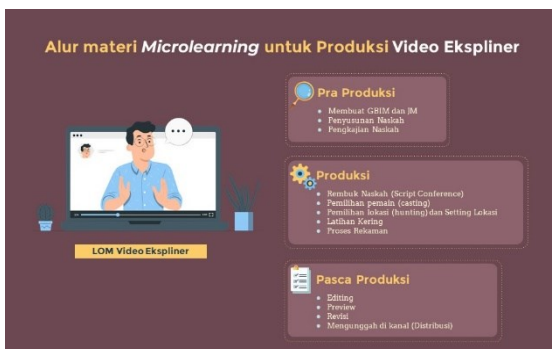 Alur materi Microlearning untuk Produksi Video Ekspliner
Pra Produksi
Membuat GBIM dan JM
Penyusunan Naskah
Pengkajian Naskah
Produksi
Rembuk Naskah (Script Conference)
Pemilihan pemain (casting)
Pemilihan lokasi (hunting) dan Setting Lokasi
Latihan Kering
Proses Rekaman
LOM Video Ekspliner
Pasca Produksi
Editing
Preview
Revisi
Mengunggah di kanal (Distribusi)